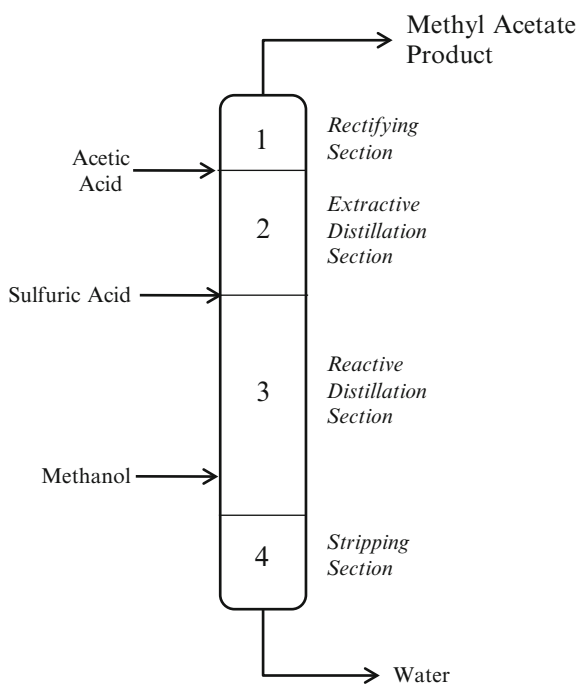 Methyl Acetate
Product
1
Rectifying
Section
Acetic
Acid
2
Extractive
Distillation
Section
Sulfuric Acid
3
Reactive
Distillation
Section
Methanol
4
Stripping
Section
Water